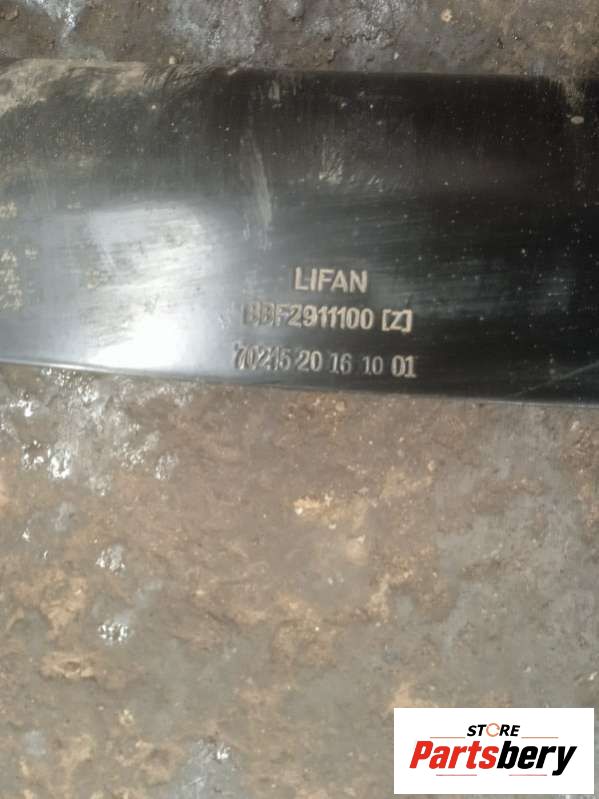 LIFAN
BBF2911100 [Z]
70215 20 16 10 01
STORE
Partsbery